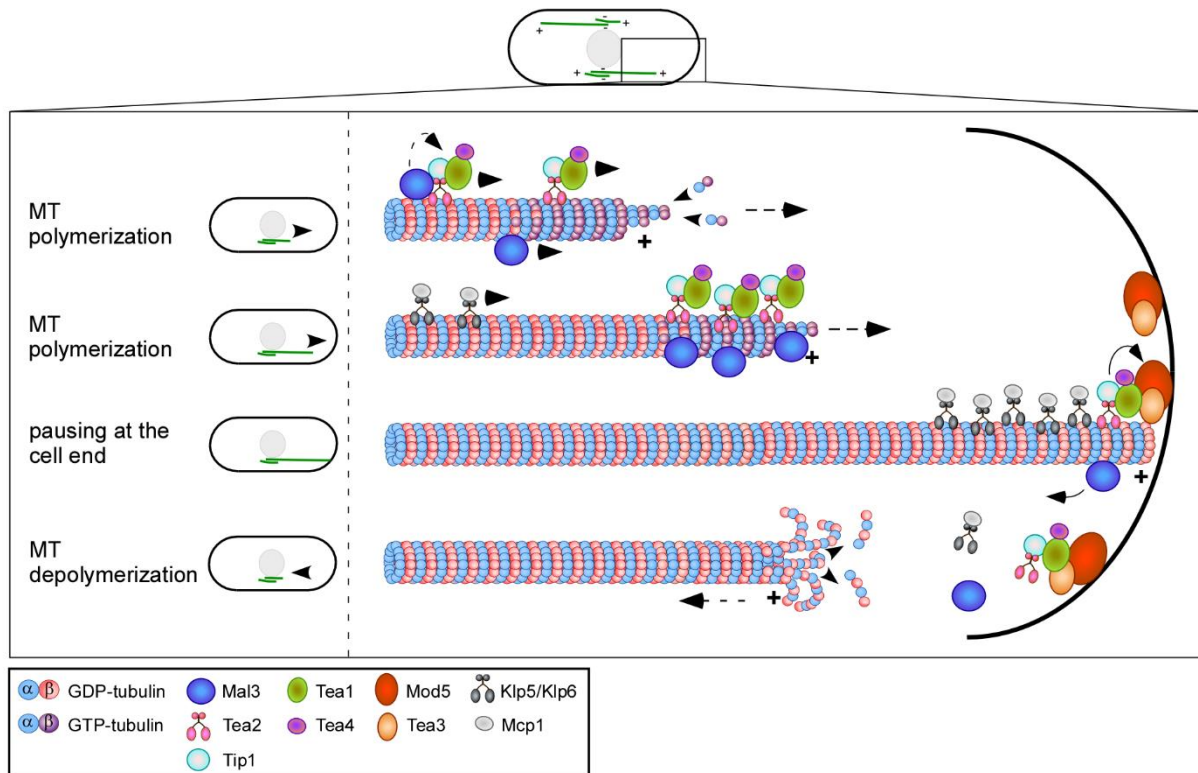 - +
+ -
- +
+ -
MT
polymerization
+
MT
polymerization
+
pausing at the
cell end
+
MT
depolymerization
+
α β GDP-tubulin Mal3 Tea1 Mod5 Klp5/Klp6
α β GTP-tubulin Tea2 Tea4 Tea3 Mcp1
Tip1